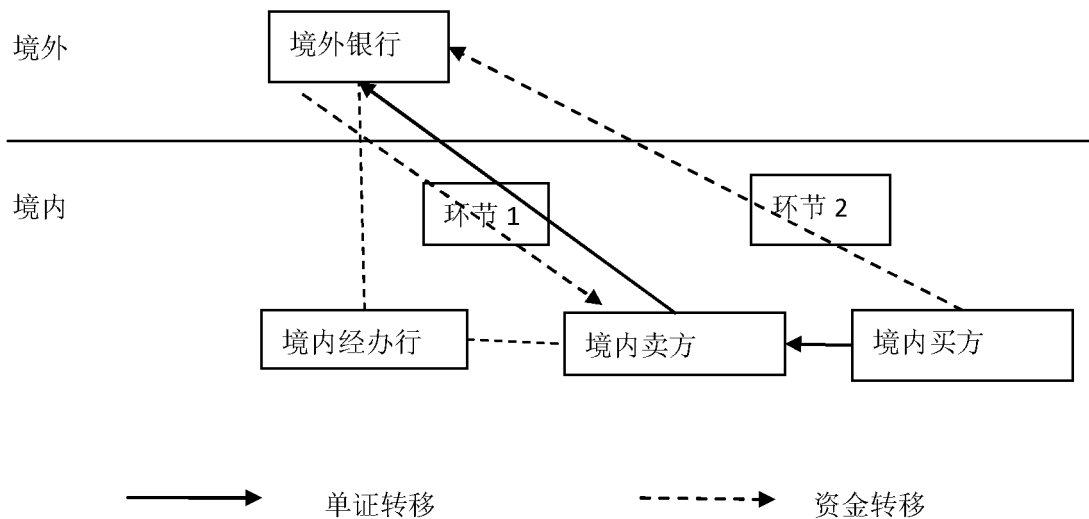 境外
境外银行
境内
环节 1
环节 2
境内经办行
境内卖方
境内买方
单证转移
资金转移